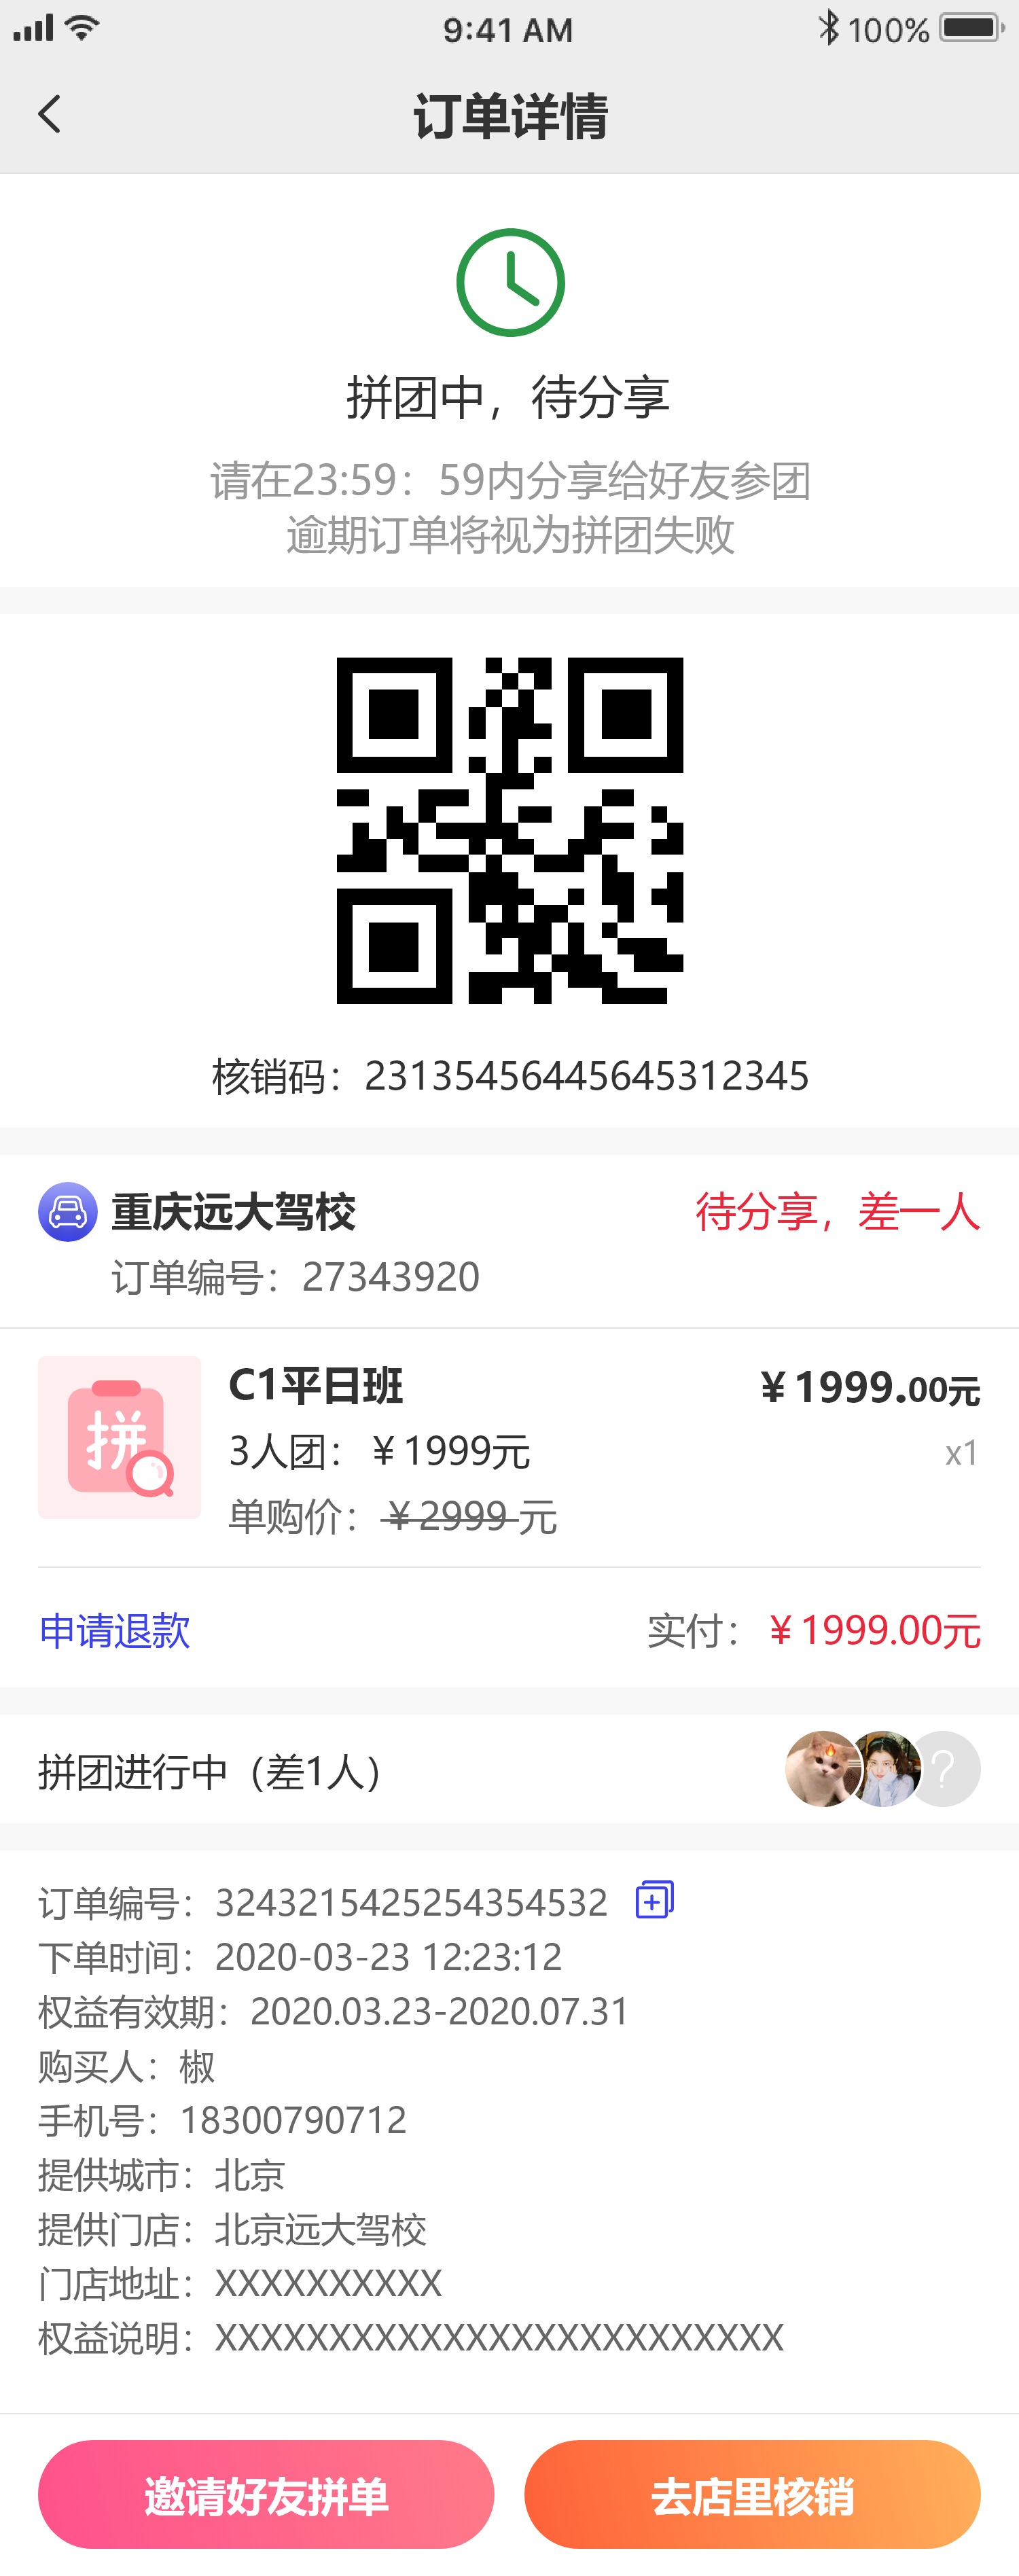 9:41 AM 100%
订单详情
拼团中，待分享
请在23:59：59内分享给好友参团
逾期订单将视为拼团失败
核销码：23135456445645312345
重庆远大驾校 待分享，差一人
订单编号：27343920
拼
C1平日班 ￥1999.00元
3人团：￥1999元 x1
单购价：￥2999元
申请退款 实付：￥1999.00元
拼团进行中（差1人） ?
订单编号：3243215425254354532
下单时间：2020-03-23 12:23:12
权益有效期：2020.03.23-2020.07.31
购买人：椒
手机号：18300790712
提供城市：北京
提供门店：北京远大驾校
门店地址：XXXXXXXXXX
权益说明：XXXXXXXXXXXXXXXXXXXXXXXXX
邀请好友拼单 去店里核销